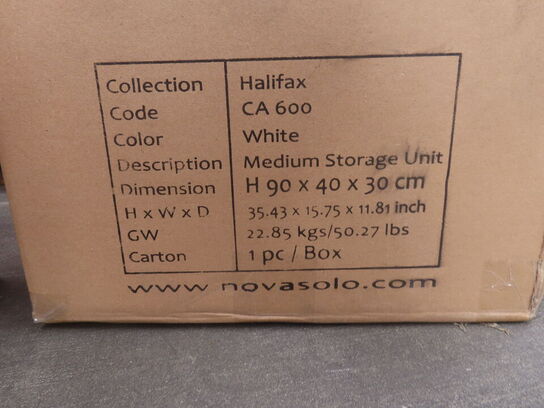 Collection Halifax
Code CA 600
Color White
Description Medium Storage Unit
Dimension H 90 x 40 x 30 cm
H x W x D 35.43 x 15.75 x 11.81 inch
GW 22.85 kgs/50.27 lbs
Carton 1 pc / Box
www novasolo.com